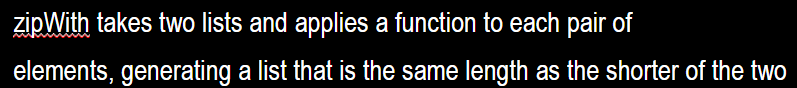 zipWith takes two lists and applies a function to each pair of
elements, generating a list that is the same length as the shorter of the two